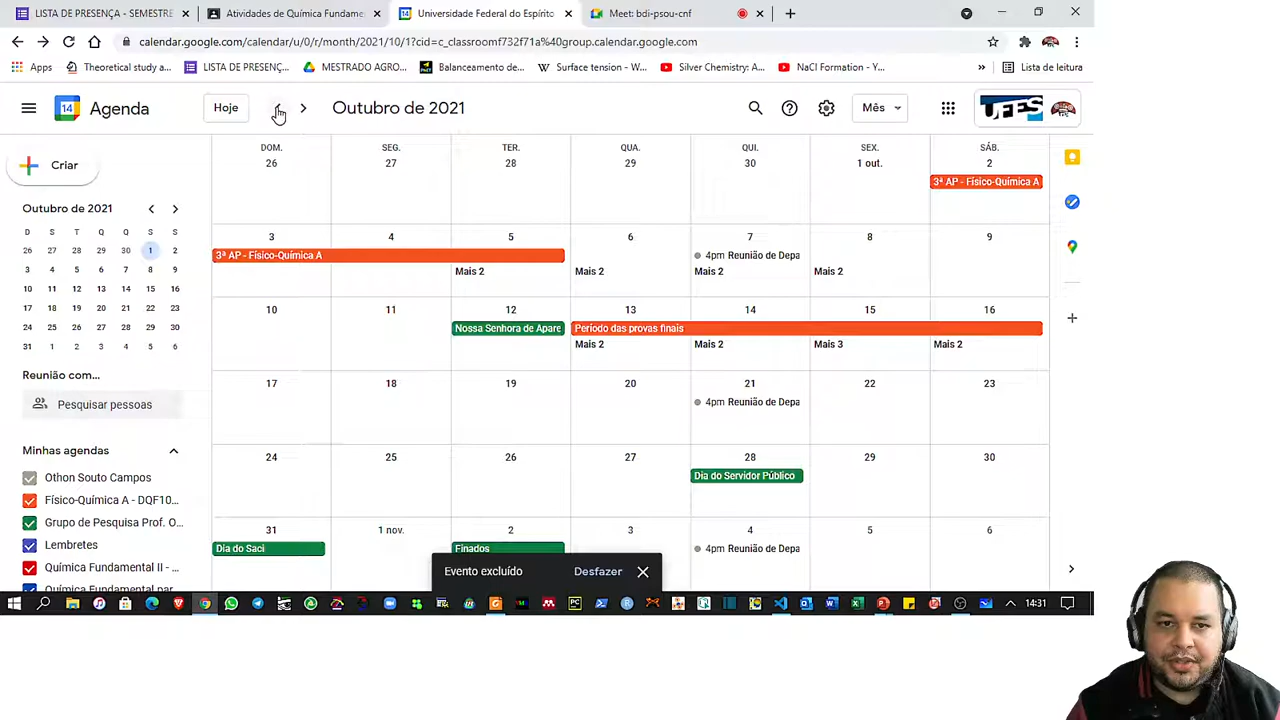 LISTA DE PRESENÇA - SEMESTRE
Atividades de Química Fundame
Universidade Federal do Espírito
Meet: bdi-psou-cnf
calendar.google.com/calendar/u/0/r/month/2021/10/1?cid=c_classroomf732f71a%40group.calendar.google.com
Apps
Theoretical study a...
LISTA DE PRESENÇ...
MESTRADO AGRO...
Balanceamento de...
Surface tension - W...
Silver Chemistry: A...
NaCl Formation - Y...
»
Lista de leitura
14
Agenda
Hoje
Outubro de 2021
Mês
UFES
Criar
Outubro de 2021
D S T Q Q S S
26 27 28 29 30 1 2
3 4 5 6 7 8 9
10 11 12 13 14 15 16
17 18 19 20 21 22 23
24 25 26 27 28 29 30
31 1 2 3 4 5 6
Reunião com...
Pesquisar pessoas
Minhas agendas
Othon Souto Campos
Físico-Química A - DQF10...
Grupo de Pesquisa Prof. O...
Lembretes
Química Fundamental II - ...
Química Fundamental par
DOM. SEG. TER. QUA. QUI. SEX. SÁB.
26 27 28 29 30 1 out. 2
3ª AP - Físico-Química A
3 4 5 6 7 8 9
3ª AP - Físico-Química A
4pm Reunião de Depa
Mais 2 Mais 2 Mais 2 Mais 2
10 11 12 13 14 15 16
Nossa Senhora de Apare
Período das provas finais
Mais 2 Mais 2 Mais 3 Mais 2
17 18 19 20 21 22 23
4pm Reunião de Depa
24 25 26 27 28 29 30
Dia do Servidor Público
31 1 nov. 2 3 4 5 6
Dia do Saci
Finados
4pm Reunião de Depa
Evento excluído
Desfazer
14:31